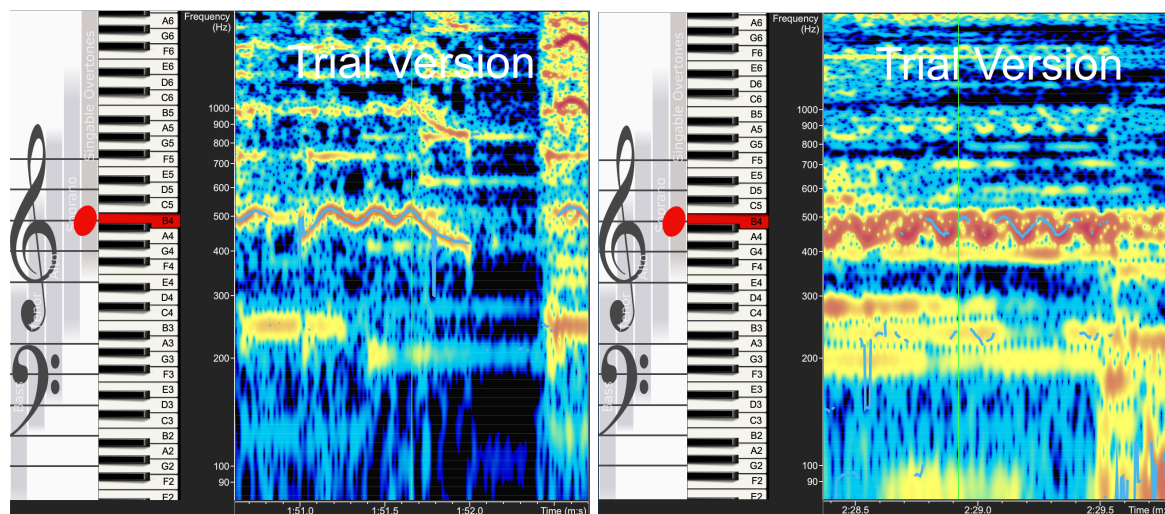 Frequency
(Hz)
Trial Version
Singable Overtones
Soprano
Alto
Tenor
Bass
A6
G6
F6
E6
D6
C6
B5
A5
G5
F5
E5
D5
C5
B4
A4
G4
F4
E4
D4
C4
B3
A3
G3
F3
E3
D3
C3
B2
A2
G2
F2
E2
1000
900
800
700
600
500
400
300
200
100
90
1:51.0
1:51.5
1:52.0
Time (m:s)
Frequency
(Hz)
Trial Version
Singable Overtones
Soprano
Alto
Tenor
Bass
A6
G6
F6
E6
D6
C6
B5
A5
G5
F5
E5
D5
C5
B4
A4
G4
F4
E4
D4
C4
B3
A3
G3
F3
E3
D3
C3
B2
A2
G2
F2
E2
1000
900
800
700
600
500
400
300
200
100
90
2:28.5
2:29.0
2:29.5
Time (m: